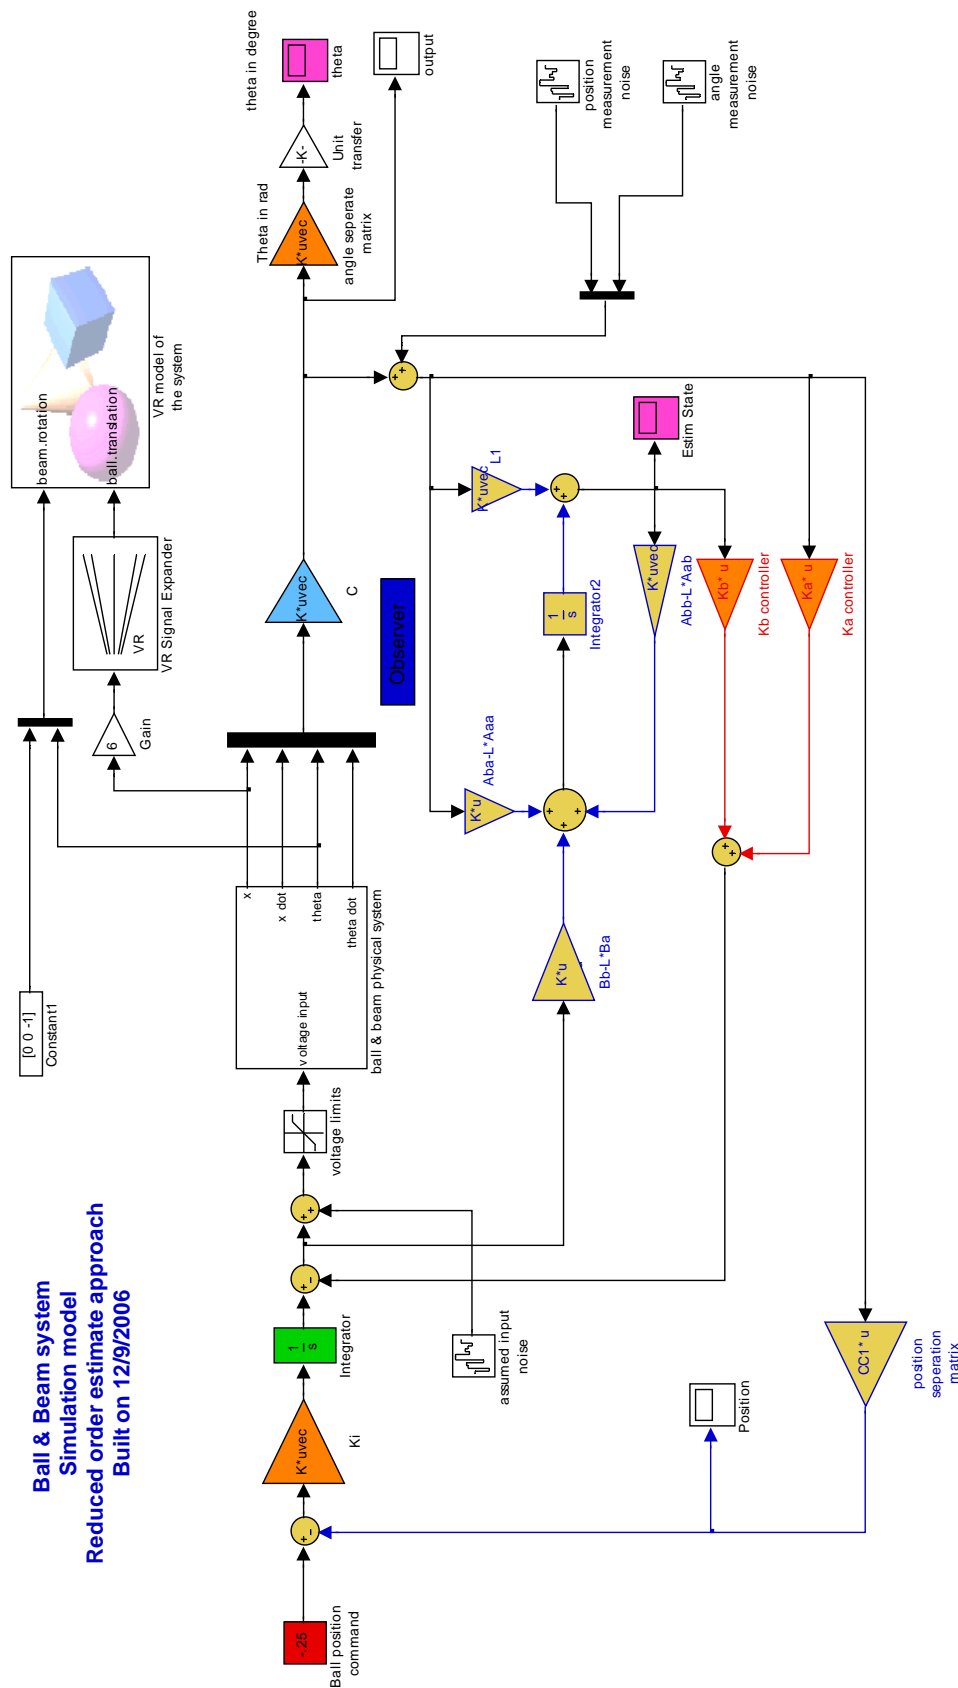 Ball & Beam system
Simulation model
Reduced order estimate approach
Built on 12/9/2006
[0 0 -1]
Constant1
6
Gain
VR
VR Signal Expander
beam.rotation
ball.translation
VR model of
the system
-.25
Ball position
command
+
-
K*uvec
Ki
1
s
Integrator
+
-
+
+
voltage limits
voltage input
x
x dot
theta
theta dot
ball & beam physical system
K*uvec
C
Theta in rad
K*uvec
angle seperate
matrix
-K-
Unit
transfer
theta in degree
theta
output
assumed input
noise
Observer
+
+
position
measurement
noise
angle
measurement
noise
K*u
Aba-L*Aaa
K*uvec
L1
K*u
Bb-L*Ba
+
+
+
1
s
Integrator2
+
+
Estim State
K*uvec
Abb-L*Aab
Kb* u
Kb controller
Ka* u
Ka controller
+
+
Position
CC1* u
position
seperation
matrix